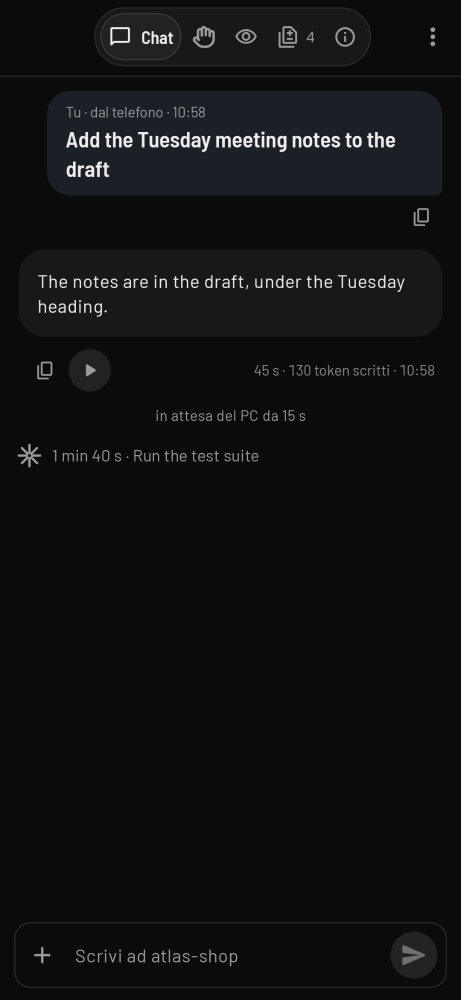 Chat
4
Tu · dal telefono · 10:58
Add the Tuesday meeting notes to the
draft
The notes are in the draft, under the Tuesday
heading.
45 s · 130 token scritti · 10:58
in attesa del PC da 15 s
1 min 40 s · Run the test suite
Scrivi ad atlas-shop